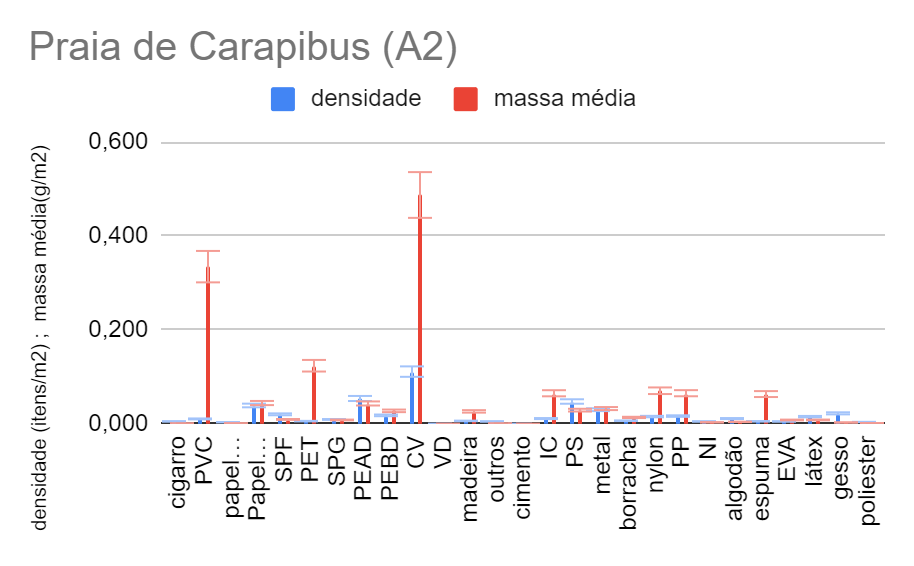 Praia de Carapibus (A2)
densidade massa média
densidade (itens/m2) ; massa média(g/m2)
0,600
0,400
0,200
0,000
cigarro
PVC
papel…
Papel…
SPF
PET
SPG
PEAD
PEBD
CV
VD
madeira
outros
cimento
IC
PS
metal
borracha
nylon
PP
NI
algodão
espuma
EVA
látex
gesso
poliester